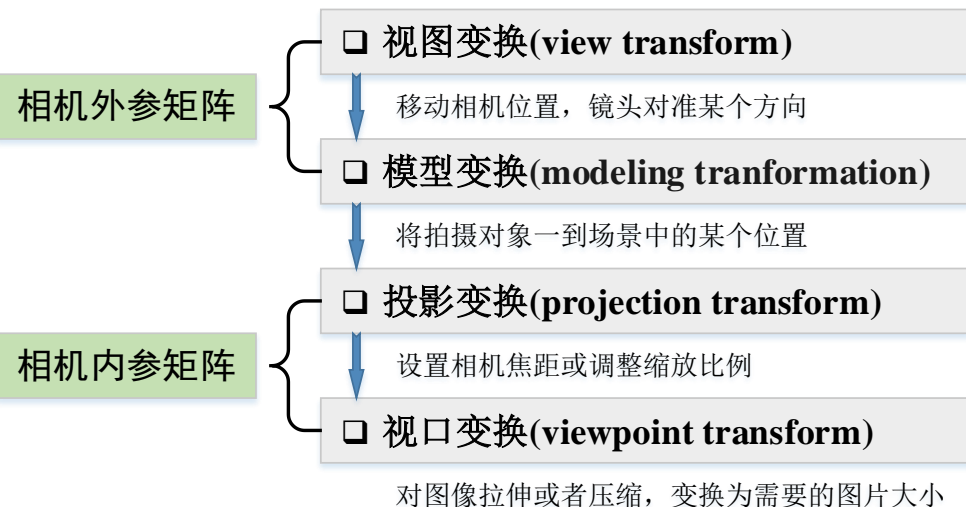 视图变换(view transform)
相机外参矩阵
移动相机位置，镜头对准某个方向
模型变换(modeling tranformation)
将拍摄对象一到场景中的某个位置
投影变换(projection transform)
相机内参矩阵
设置相机焦距或调整缩放比例
视口变换(viewpoint transform)
对图像拉伸或者压缩，变换为需要的图片大小